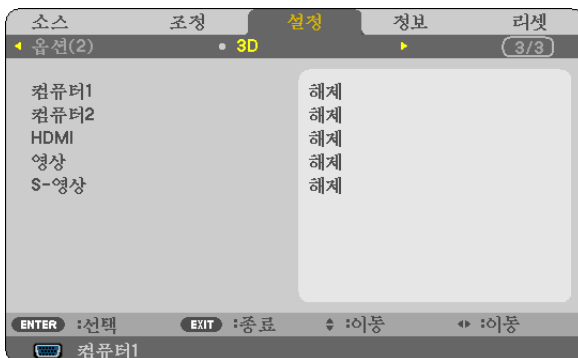 소스 조정 설정 정보 리셋
옵션(2) 3D 3/3
컴퓨터1 해제
컴퓨터2 해제
HDMI 해제
영상 해제
S-영상 해제
ENTER :선택 EXIT :종료 :이동 :이동
컴퓨터1